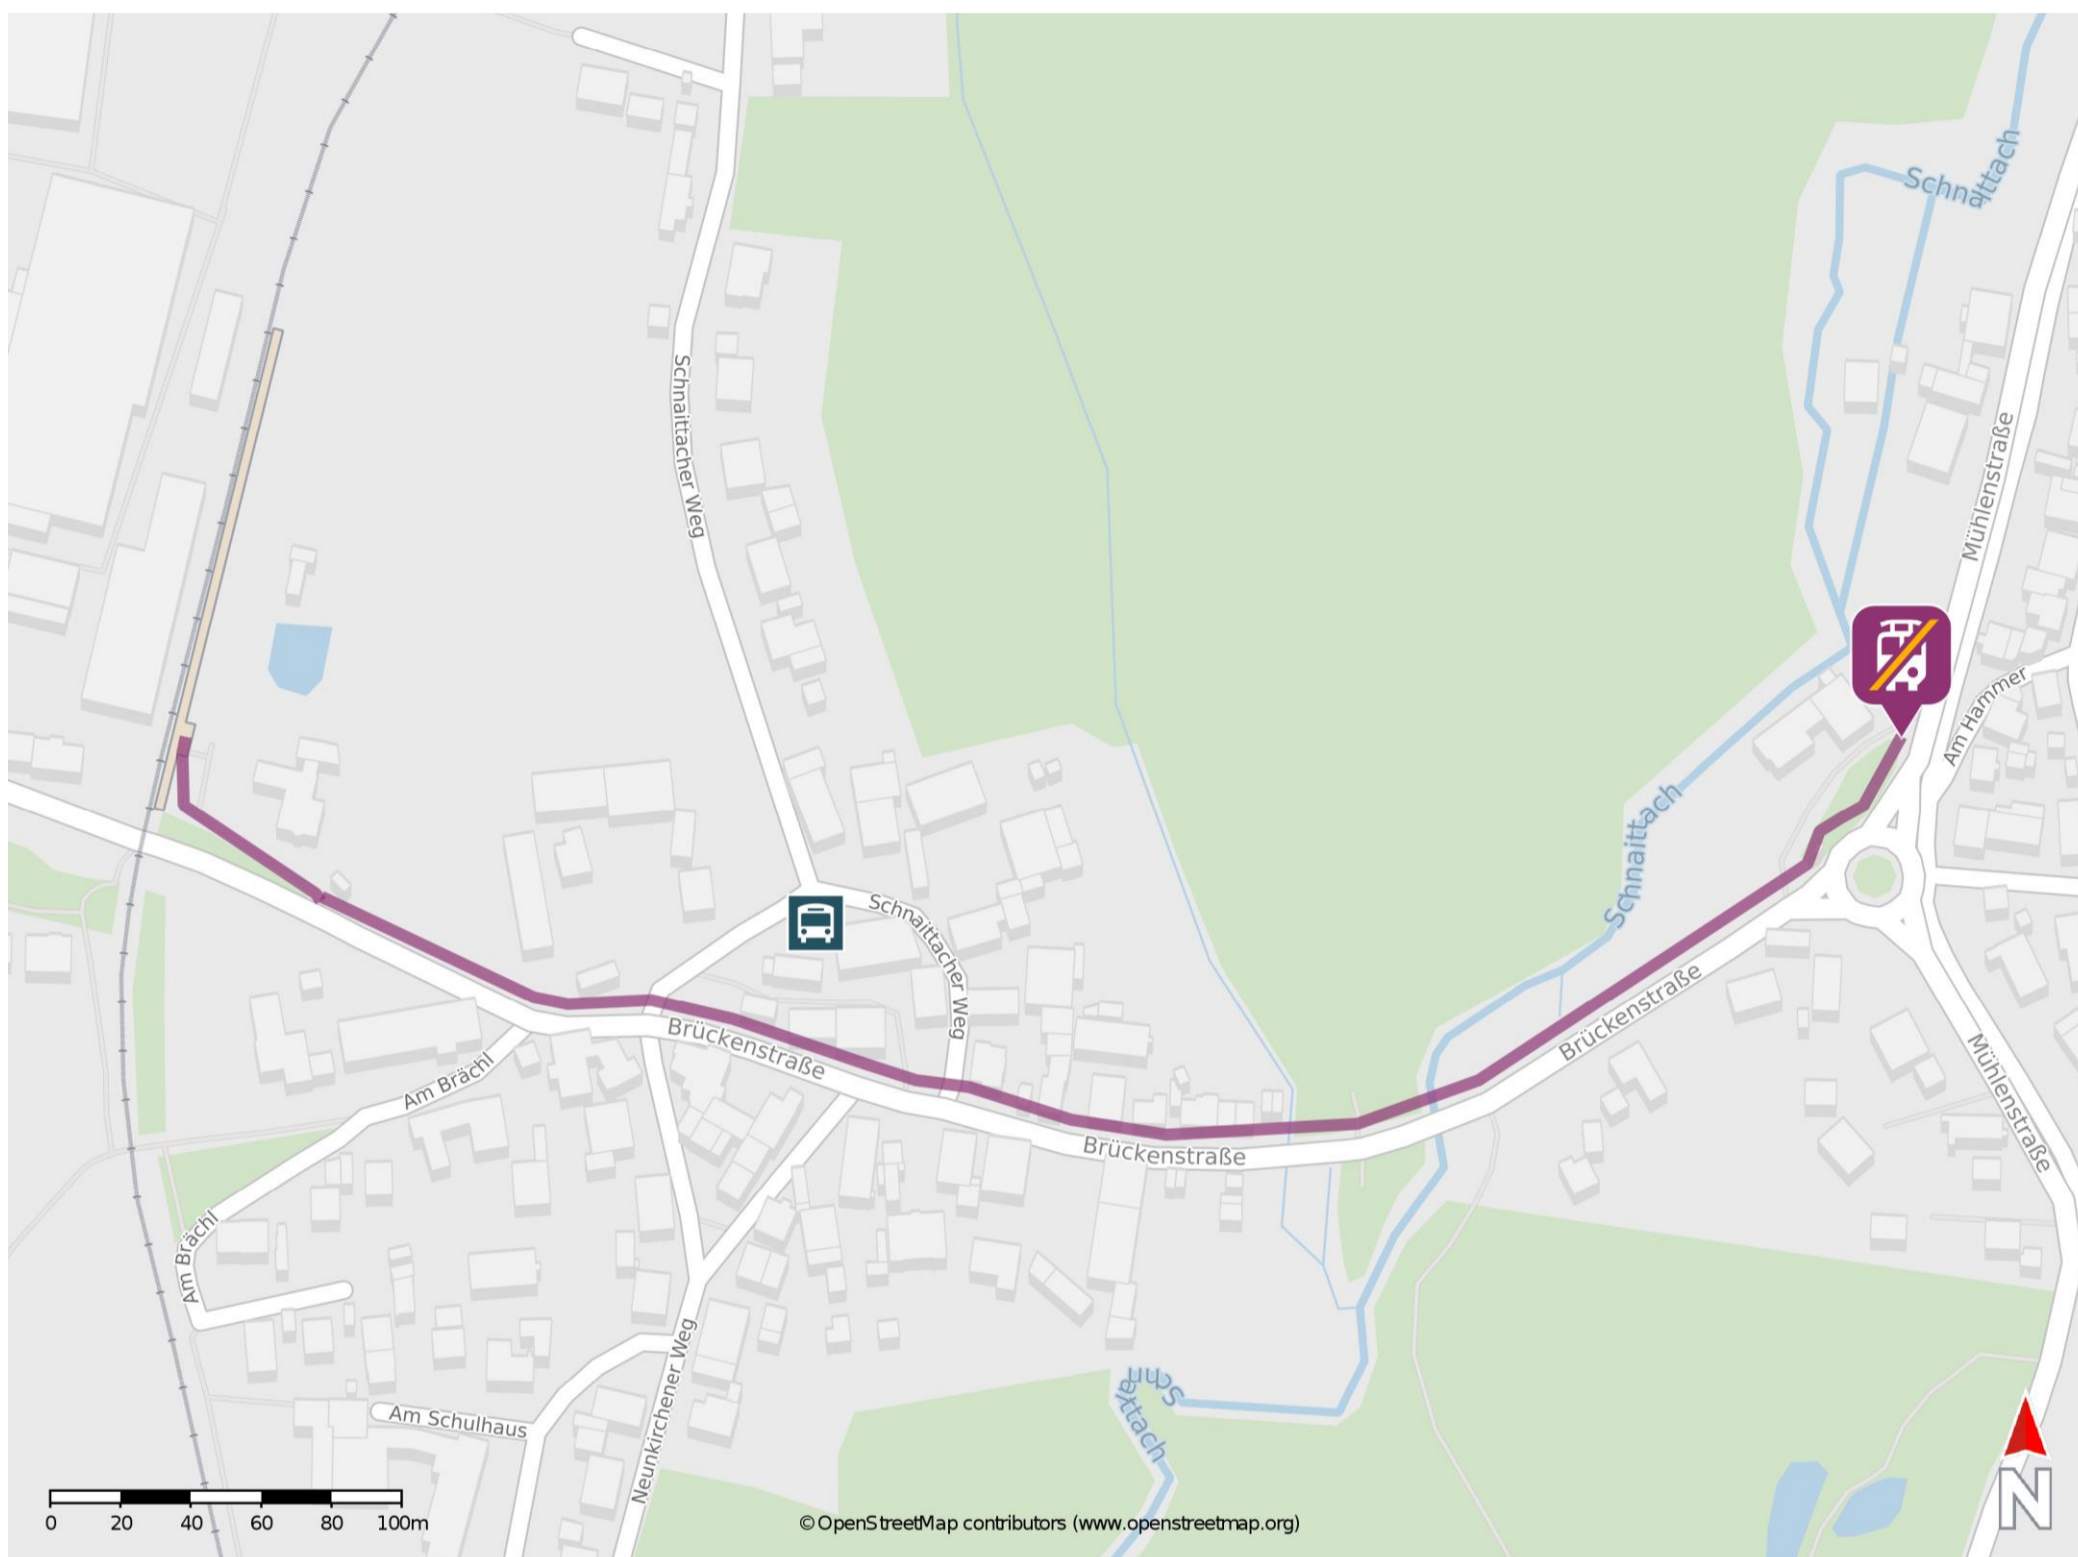 Schnaittach
Schnaittacher Weg
Mühlenstraße
Am Hammer
Schnaittach
Schnaittacher Weg
Brückenstraße
Brückenstraße
Am Brächl
Brückenstraße
Mühlenstraße
Am Brächl
Schnaittach
Neunkirchener Weg
Am Schulhaus
N
0 20 40 60 80 100m
© OpenStreetMap contributors (www.openstreetmap.org)